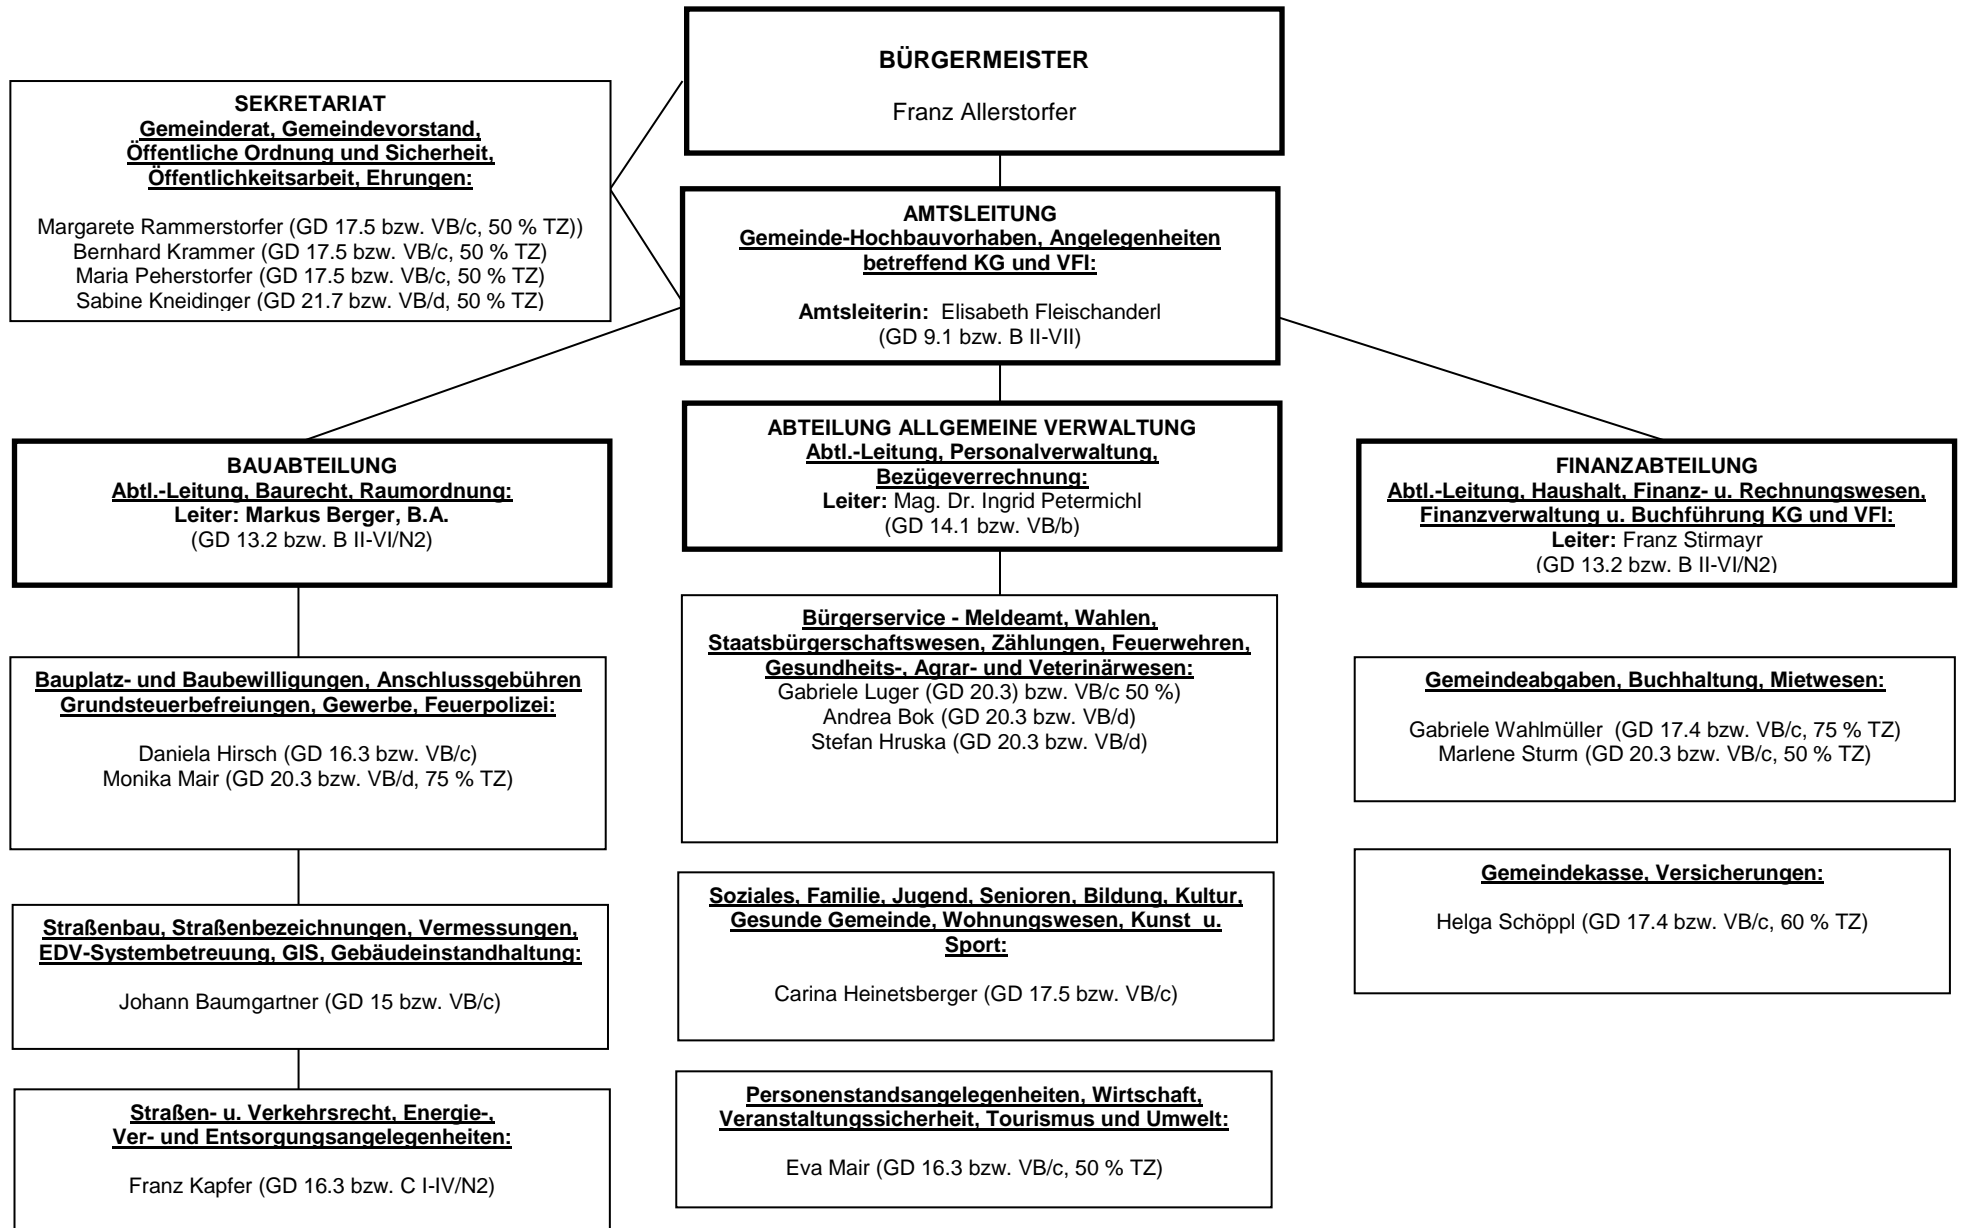 BÜRGERMEISTER
Franz Allerstorfer
SEKRETARIAT
Gemeinderat, Gemeindevorstand,
Öffentliche Ordnung und Sicherheit,
Öffentlichkeitsarbeit, Ehrungen:
Margarete Rammerstorfer (GD 17.5 bzw. VB/c, 50 % TZ))
Bernhard Krammer (GD 17.5 bzw. VB/c, 50 % TZ)
Maria Peherstorfer (GD 17.5 bzw. VB/c, 50 % TZ)
Sabine Kneidinger (GD 21.7 bzw. VB/d, 50 % TZ)
AMTSLEITUNG
Gemeinde-Hochbauvorhaben, Angelegenheiten
betreffend KG und VFI:
Amtsleiterin: Elisabeth Fleischanderl
(GD 9.1 bzw. B II-VII)
BAUABTEILUNG
Abtl.-Leitung, Baurecht, Raumordnung:
Leiter: Markus Berger, B.A.
(GD 13.2 bzw. B II-VI/N2)
ABTEILUNG ALLGEMEINE VERWALTUNG
Abtl.-Leitung, Personalverwaltung,
Bezügeverrechnung:
Leiter: Mag. Dr. Ingrid Petermichl
(GD 14.1 bzw. VB/b)
FINANZABTEILUNG
Abtl.-Leitung, Haushalt, Finanz- u. Rechnungswesen,
Finanzverwaltung u. Buchführung KG und VFI:
Leiter: Franz Stirmayr
(GD 13.2 bzw. B II-VI/N2)
Bauplatz- und Baubewilligungen, Anschlussgebühren
Grundsteuerbefreiungen, Gewerbe, Feuerpolizei:
Daniela Hirsch (GD 16.3 bzw. VB/c)
Monika Mair (GD 20.3 bzw. VB/d, 75 % TZ)
Straßenbau, Straßenbezeichnungen, Vermessungen,
EDV-Systembetreuung, GIS, Gebäudeinstandhaltung:
Johann Baumgartner (GD 15 bzw. VB/c)
Straßen- u. Verkehrsrecht, Energie-,
Ver- und Entsorgungsangelegenheiten:
Franz Kapfer (GD 16.3 bzw. C I-IV/N2)
Bürgerservice - Meldeamt, Wahlen,
Staatsbürgerschaftswesen, Zählungen, Feuerwehren,
Gesundheits-, Agrar- und Veterinärwesen:
Gabriele Luger (GD 20.3) bzw. VB/c 50 %)
Andrea Bok (GD 20.3 bzw. VB/d)
Stefan Hruska (GD 20.3 bzw. VB/d)
Soziales, Familie, Jugend, Senioren, Bildung, Kultur,
Gesunde Gemeinde, Wohnungswesen, Kunst u.
Sport:
Carina Heinetsberger (GD 17.5 bzw. VB/c)
Personenstandsangelegenheiten, Wirtschaft,
Veranstaltungssicherheit, Tourismus und Umwelt:
Eva Mair (GD 16.3 bzw. VB/c, 50 % TZ)
Gemeindeabgaben, Buchhaltung, Mietwesen:
Gabriele Wahlmüller (GD 17.4 bzw. VB/c, 75 % TZ)
Marlene Sturm (GD 20.3 bzw. VB/c, 50 % TZ)
Gemeindekasse, Versicherungen:
Helga Schöppl (GD 17.4 bzw. VB/c, 60 % TZ)